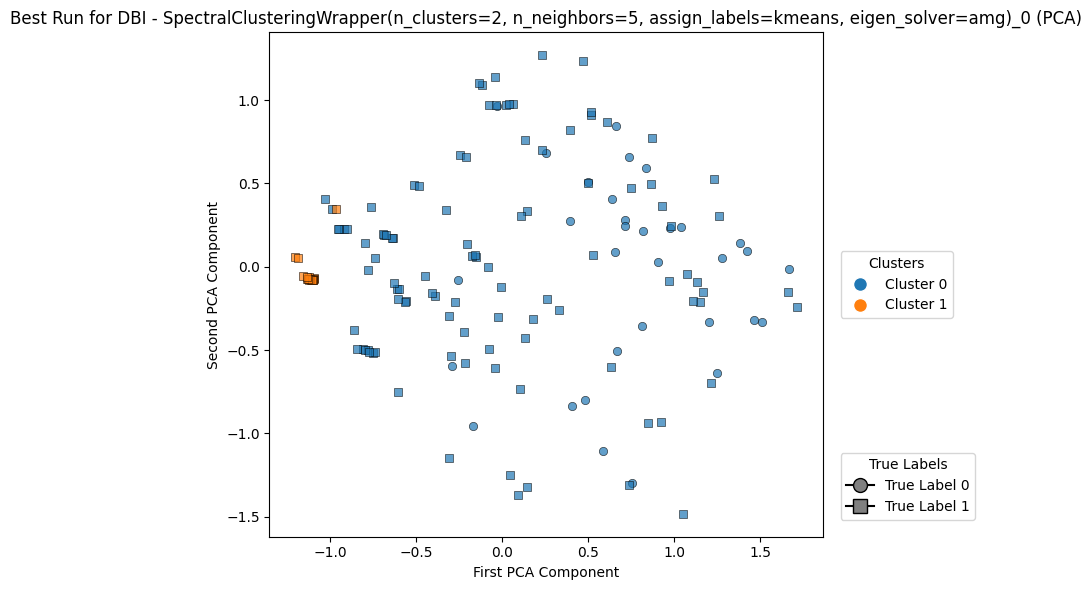 Best Run for DBI - SpectralClusteringWrapper(n_clusters=2, n_neighbors=5, assign_labels=kmeans, eigen_solver=amg)_0 (PCA)
1.0
0.5
0.0
−0.5
−1.0
−1.5
Second PCA Component
−1.0
−0.5
0.0
0.5
1.0
1.5
First PCA Component
Clusters
Cluster 0
Cluster 1
True Labels
True Label 0
True Label 1